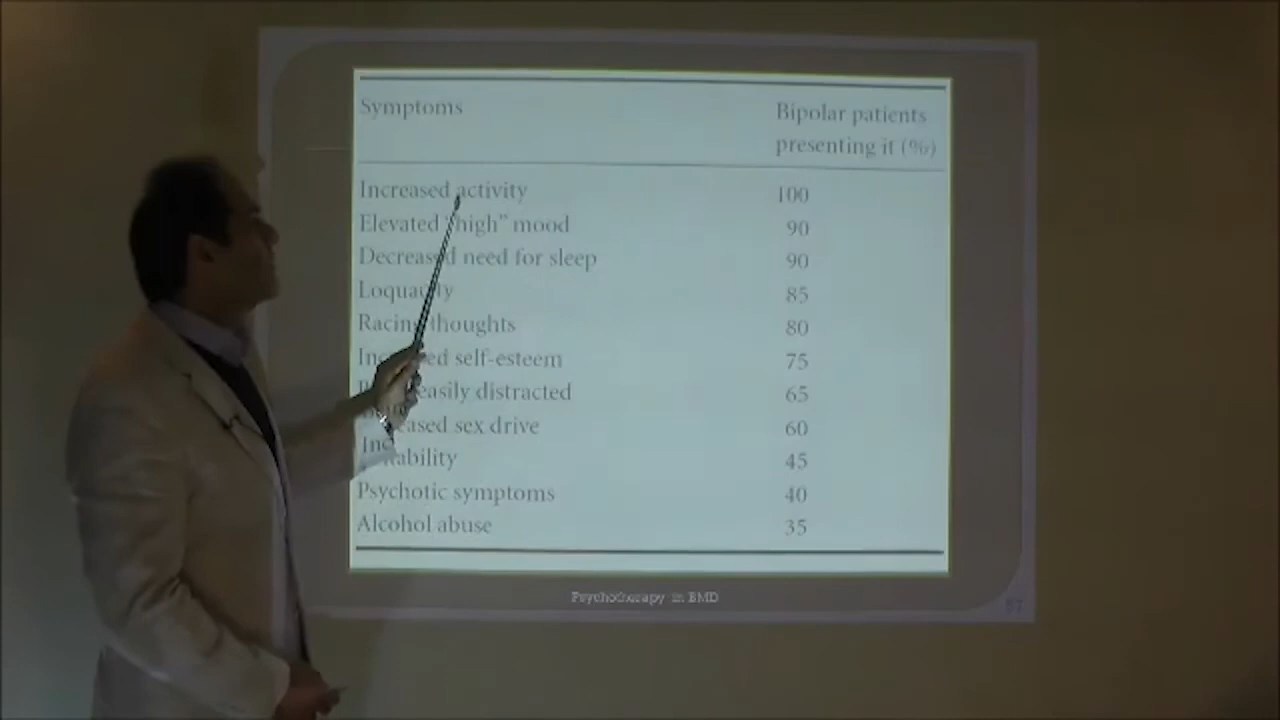 Symptoms
Bipolar patients
presenting it (%)
Increased activity 100
Elevated "high" mood 90
Decreased need for sleep 90
Loquacity 85
Racing thoughts 80
Increased self-esteem 75
easily distracted 65
sex drive 60
45
Psychotic symptoms 40
Alcohol abuse 35
Psychotherapy in BMD
57